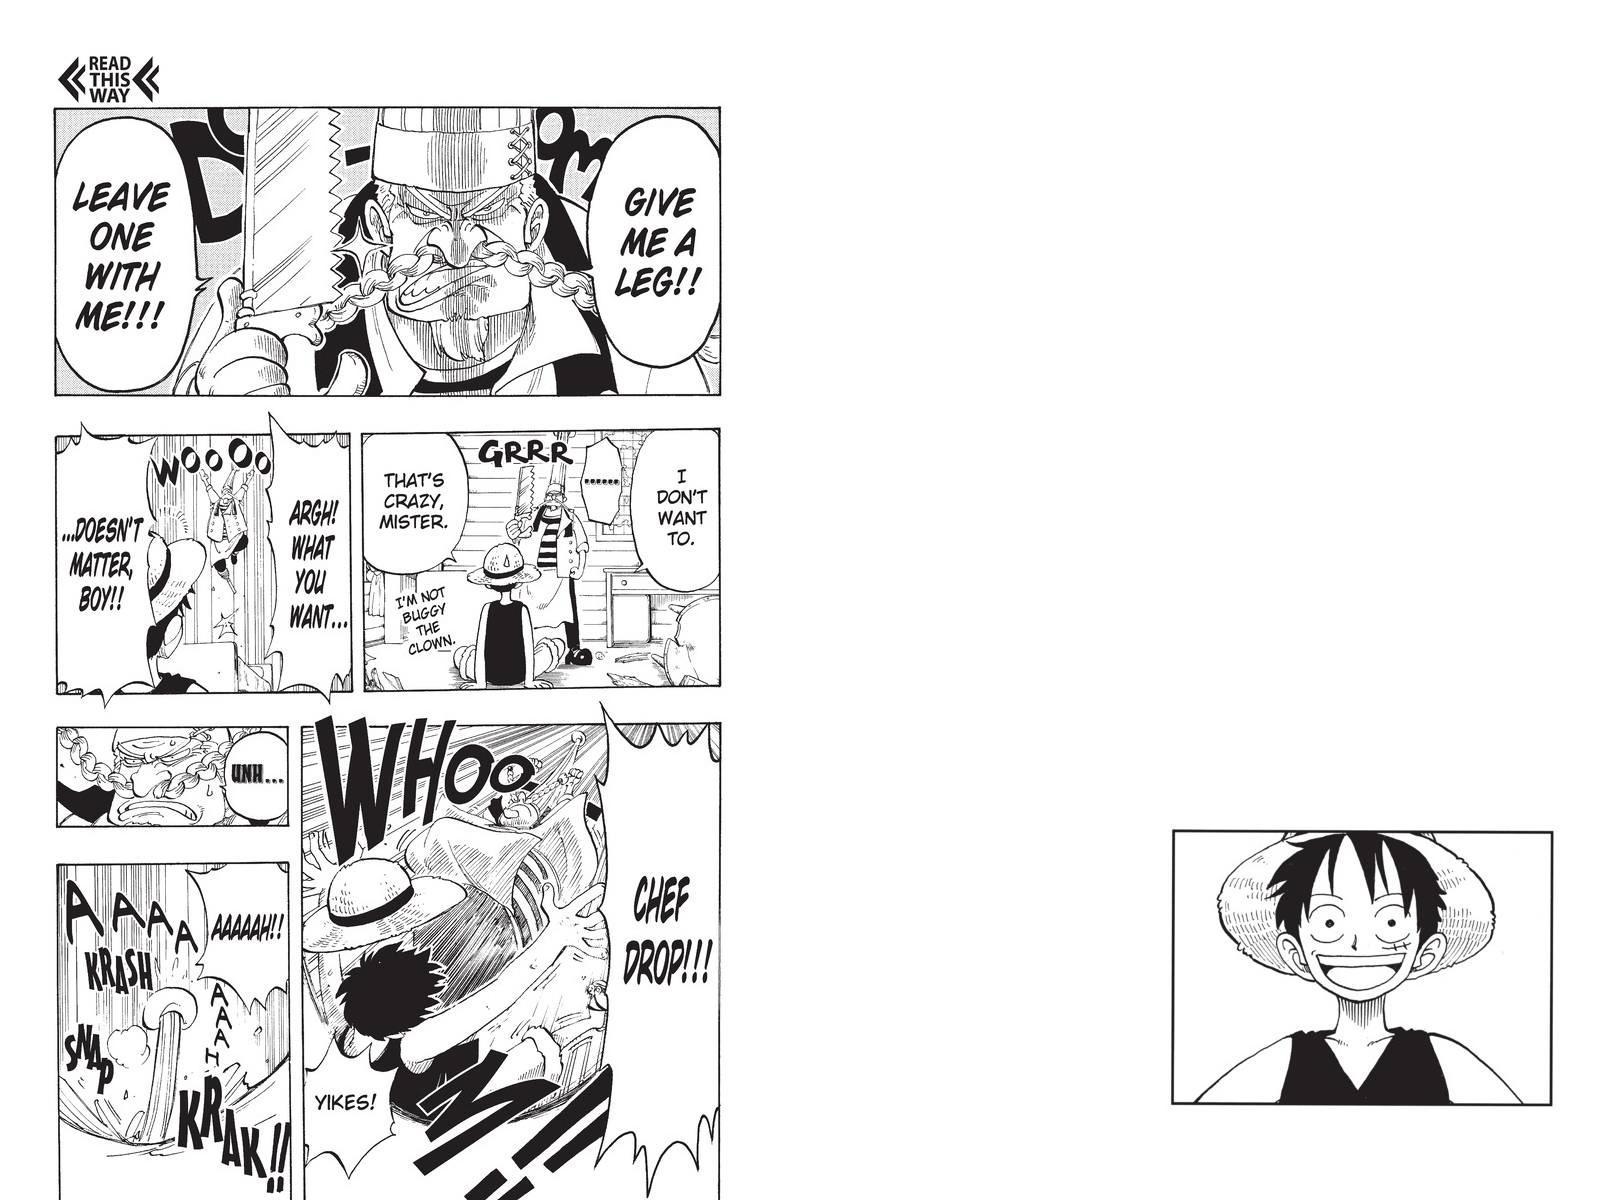 READ
THIS
WAY
DO-OM
GIVE
ME A
LEG!!
LEAVE
ONE
WITH
ME!!!
I
DON'T
WANT
TO.
.......
GRRR
THAT'S
CRAZY,
MISTER.
I'M NOT
BUGGY
THE
CLOWN.
ARGH!
WHAT
YOU
WANT...
WOOOO
...DOESN'T
MATTER,
BOY!!
CHEF
DROP!!!
WHOO
M!!
YIKES!
UNH...
AAAAAH!!
AAAA
KRASH
AAAH
SNAP
KRAK!!